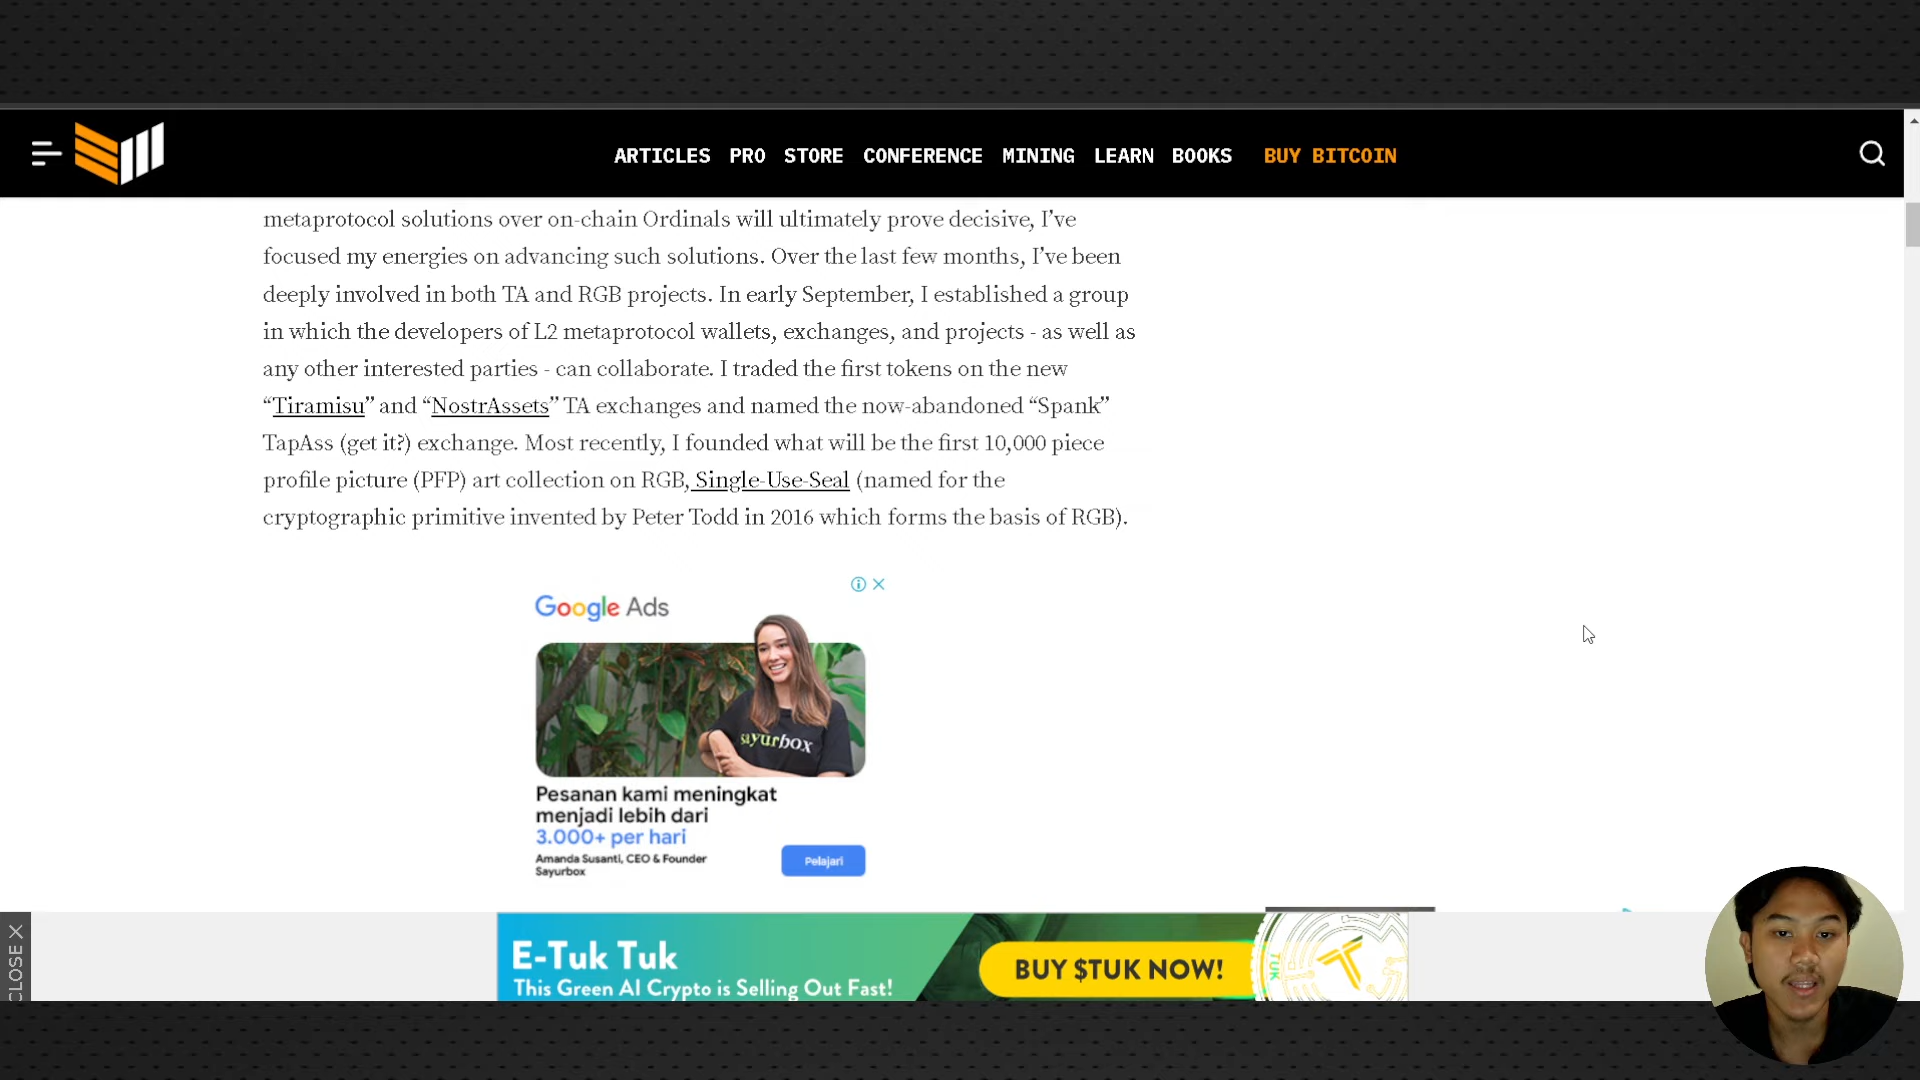 ARTICLES PRO STORE CONFERENCE MINING LEARN BOOKS BUY BITCOIN
metaprotocol solutions over on-chain Ordinals will ultimately prove decisive, I’ve
focused my energies on advancing such solutions. Over the last few months, I’ve been
deeply involved in both TA and RGB projects. In early September, I established a group
in which the developers of L2 metaprotocol wallets, exchanges, and projects - as well as
any other interested parties - can collaborate. I traded the first tokens on the new
“Tiramisu” and “NostrAssets” TA exchanges and named the now-abandoned “Spank”
TapAss (get it?) exchange. Most recently, I founded what will be the first 10,000 piece
profile picture (PFP) art collection on RGB, Single-Use-Seal (named for the
cryptographic primitive invented by Peter Todd in 2016 which forms the basis of RGB).
Google Ads
sayurbox
Pesanan kami meningkat
menjadi lebih dari
3.000+ per hari
Amanda Susanti, CEO & Founder
Sayurbox
Pelajari
CLOSE X
E-Tuk Tuk
This Green AI Crypto is Selling Out Fast!
BUY $TUK NOW!
TUK